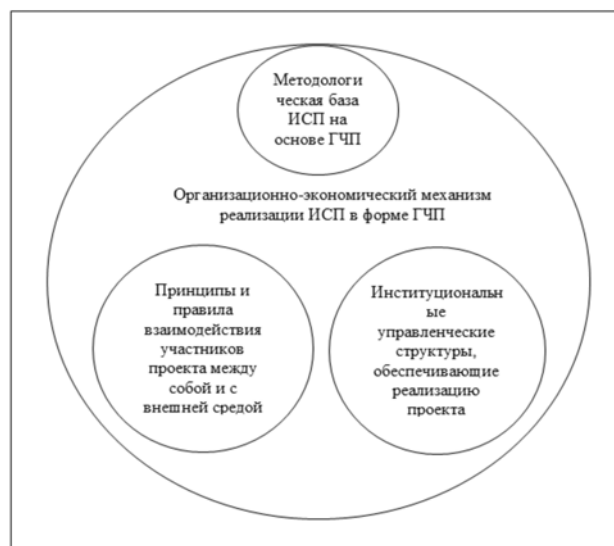 Методологи
ческая база
ИСП на
основе ГЧП
Организационно-экономический механизм
реализации ИСП в форме ГЧП
Принципы и
правила
взаимодействия
участников
проекта между
собой и с
внешней средой
Институциональн
ые
управленческие
структуры,
обеспечивающие
реализацию
проекта